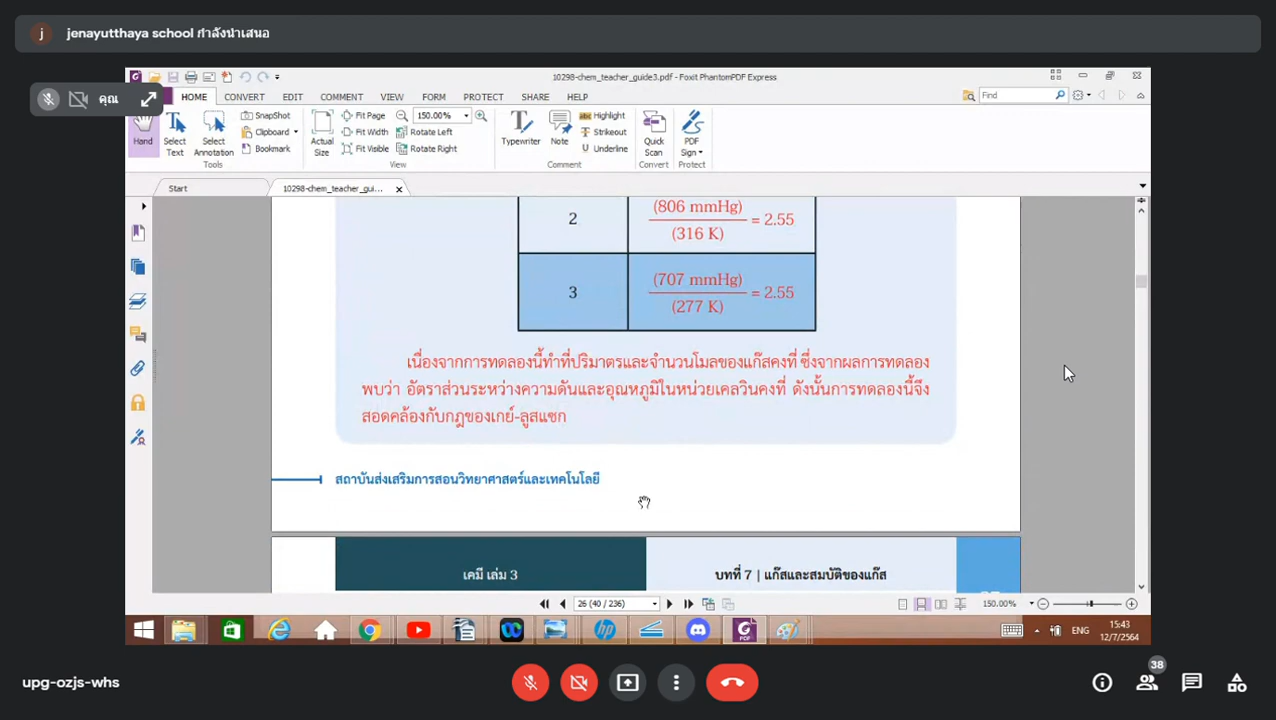 j jenayutthaya school กำลังนำเสนอ
10298-chem_teacher_guide3.pdf - Foxit PhantomPDF Express
คุณ
HOME CONVERT EDIT COMMENT VIEW FORM PROTECT SHARE HELP
Find
Hand
Select Text
Select Annotation
SnapShot
Clipboard
Bookmark
Tools
Actual Size
Fit Page
Fit Width
Fit Visible
150.00%
Rotate Left
Rotate Right
View
Typewriter
Note
Highlight
Strikeout
Underline
Comment
Quick Scan
Convert
PDF Sign
Protect
Start
10298-chem_teacher_gui...
2 (806 mmHg) / (316 K) = 2.55
3 (707 mmHg) / (277 K) = 2.55
เนื่องจากการทดลองนี้ทำที่ปริมาตรและจำนวนโมลของแก๊สคงที่ ซึ่งจากผลการทดลอง
พบว่า อัตราส่วนระหว่างความดันและอุณหภูมิในหน่วยเคลวินคงที่ ดังนั้นการทดลองนี้จึง
สอดคล้องกับกฎของเกย์-ลูสแซก
สถาบันส่งเสริมการสอนวิทยาศาสตร์และเทคโนโลยี
เคมี เล่ม 3
บทที่ 7 | แก๊สและสมบัติของแก๊ส
26 (40 / 236)
150.00%
ENG
15:43
12/7/2564
upg-ozjs-whs
38